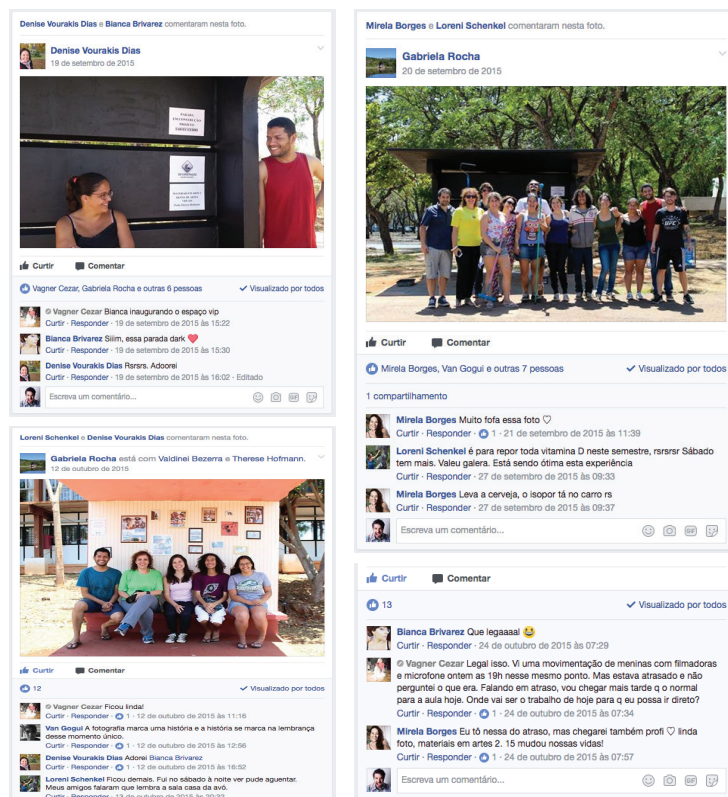 Denise Vourakis Dias e Bianca Brivarez comentaram nesta foto.
Denise Vourakis Dias
19 de setembro de 2015
Curtir Comentar
Vagner Cezar, Gabriela Rocha e outras 6 pessoas Visualizado por todos
Vagner Cezar Bianca inaugurando o espaço vip
Curtir · Responder · 19 de setembro de 2015 às 15:22
Bianca Brivarez Siiim, essa parada dark
Curtir · Responder · 19 de setembro de 2015 às 15:30
Denise Vourakis Dias Rsrsrs. Adoorei
Curtir · Responder · 19 de setembro de 2015 às 16:02 · Editado
Escreva um comentário... GIF
Loreni Schenkel e Denise Vourakis Dias comentaram nesta foto.
Gabriela Rocha está com Valdinei Bezerra e Therese Hofmann.
12 de outubro de 2015
Curtir Comentar
12 Visualizado por todos
Vagner Cezar Ficou linda!
Curtir · Responder · 1 · 12 de outubro de 2015 às 11:16
Van Gogui A fotografia marca uma história e a história se marca na lembrança
desse momento único.
Curtir · Responder · 1 · 12 de outubro de 2015 às 12:56
Denise Vourakis Dias Adorei Bianca Brivarez
Curtir · Responder · 1 · 12 de outubro de 2015 às 16:52
Loreni Schenkel Ficou demais. Fui no sábado à noite ver pude aguentar.
Meus amigos falaram que lembra a sala casa da avó.
Curtir · Responder · 13 de outubro de 2015 às 20:32
Mirela Borges e Loreni Schenkel comentaram nesta foto.
Gabriela Rocha
20 de setembro de 2015
Curtir Comentar
Mirela Borges, Van Gogui e outras 7 pessoas Visualizado por todos
1 compartilhamento
Mirela Borges Muito fofa essa foto ♡
Curtir · Responder · 1 · 21 de setembro de 2015 às 11:39
Loreni Schenkel é para repor toda vitamina D neste semestre, rsrsrsr Sábado
tem mais. Valeu galera. Está sendo ótima esta experiência
Curtir · Responder · 27 de setembro de 2015 às 09:33
Mirela Borges Leva a cerveja, o isopor tá no carro rs
Curtir · Responder · 27 de setembro de 2015 às 09:37
Escreva um comentário... GIF
Curtir Comentar
13 Visualizado por todos
Bianca Brivarez Que legaaaal
Curtir · Responder · 24 de outubro de 2015 às 07:29
Vagner Cezar Legal isso. Vi uma movimentação de meninas com filmadoras
e microfone ontem as 19h nesse mesmo ponto. Mas estava atrasado e não
perguntei o que era. Falando em atraso, vou chegar mais tarde q o normal
para a aula hoje. Onde vai ser o trabalho de hoje para q eu possa ir direto?
Curtir · Responder · 1 · 24 de outubro de 2015 às 07:34
Mirela Borges Eu tô nessa do atraso, mas chegarei também profi ♡ linda
foto, materiais em artes 2. 15 mudou nossas vidas!
Curtir · Responder · 1 · 24 de outubro de 2015 às 07:57
Escreva um comentário... GIF